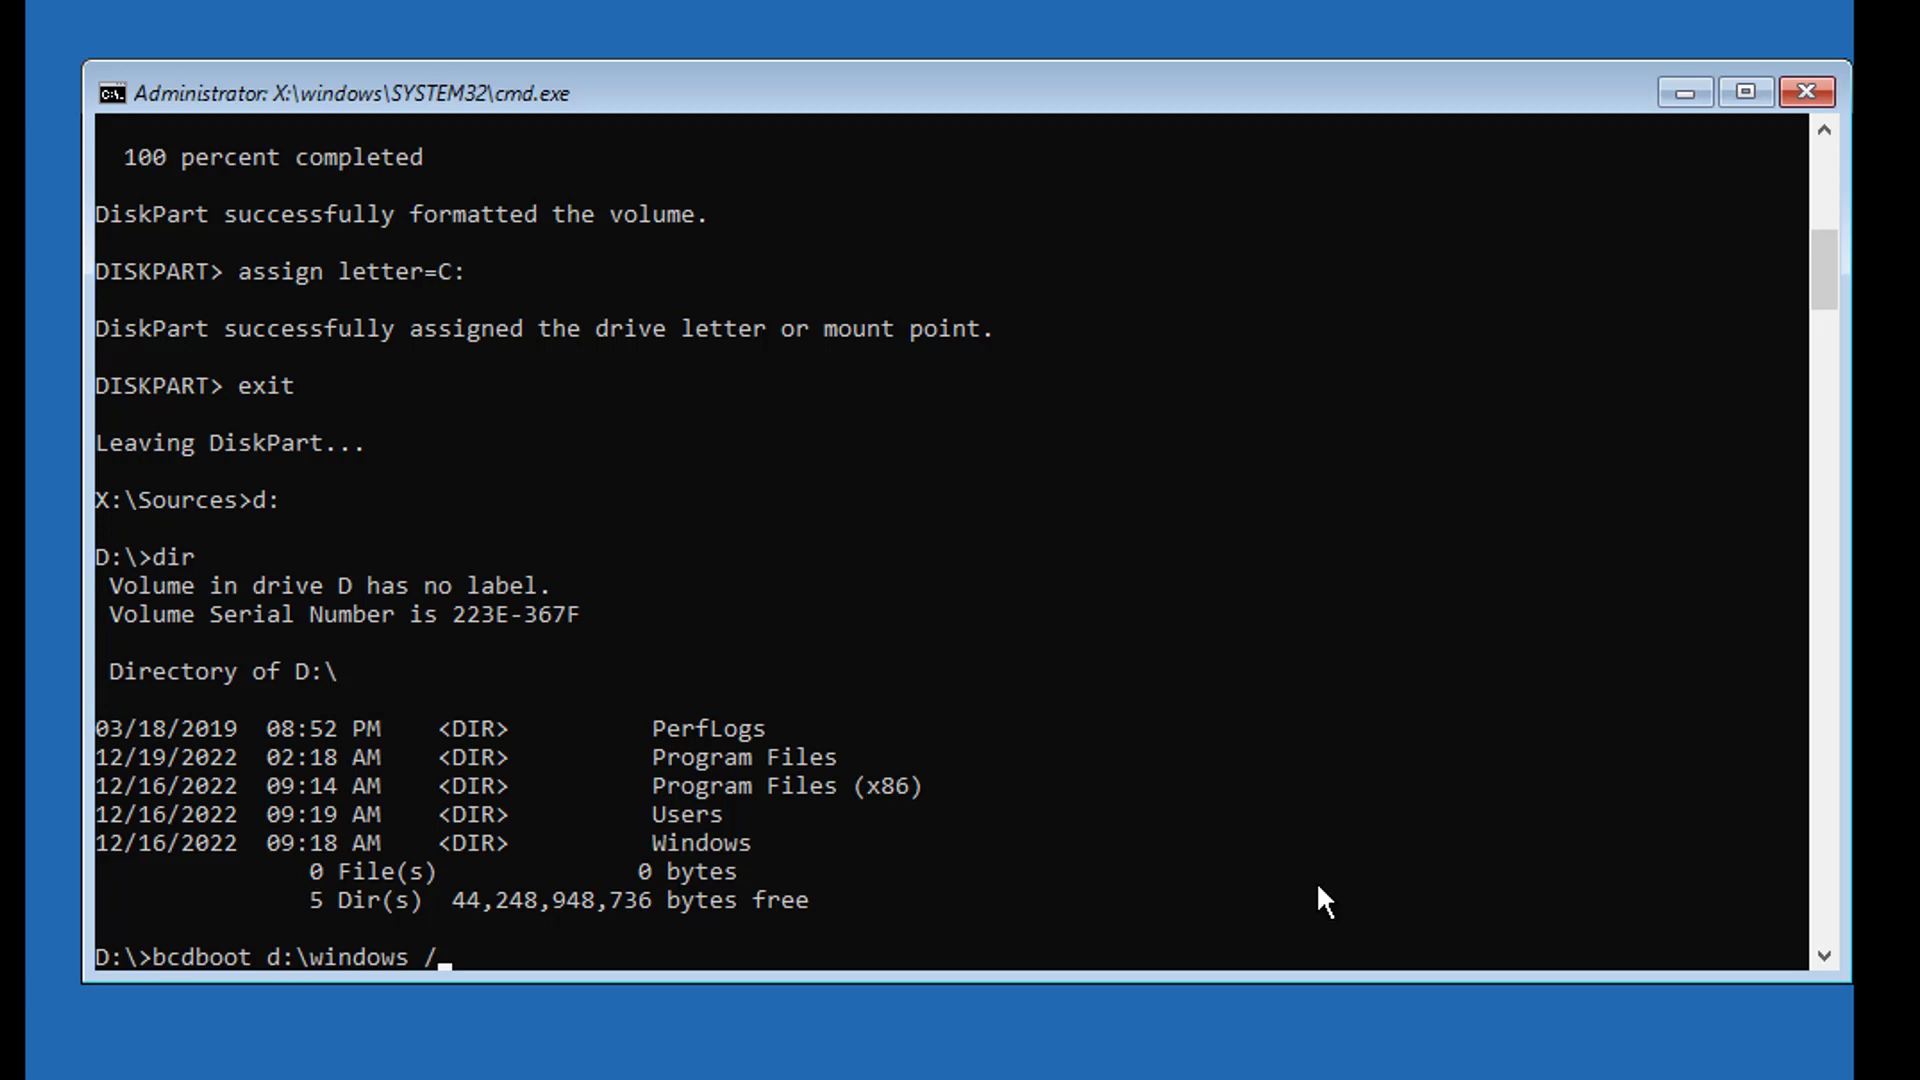 Administrator: X:\windows\SYSTEM32\cmd.exe
100 percent completed
DiskPart successfully formatted the volume.
DISKPART> assign letter=C:
DiskPart successfully assigned the drive letter or mount point.
DISKPART> exit
Leaving DiskPart...
X:\Sources>d:
D:\>dir
Volume in drive D has no label.
Volume Serial Number is 223E-367F
Directory of D:\
03/18/2019  08:52 PM    <DIR>          PerfLogs
12/19/2022  02:18 AM    <DIR>          Program Files
12/16/2022  09:14 AM    <DIR>          Program Files (x86)
12/16/2022  09:19 AM    <DIR>          Users
12/16/2022  09:18 AM    <DIR>          Windows
0 File(s)              0 bytes
5 Dir(s)  44,248,948,736 bytes free
D:\>bcdboot d:\windows /